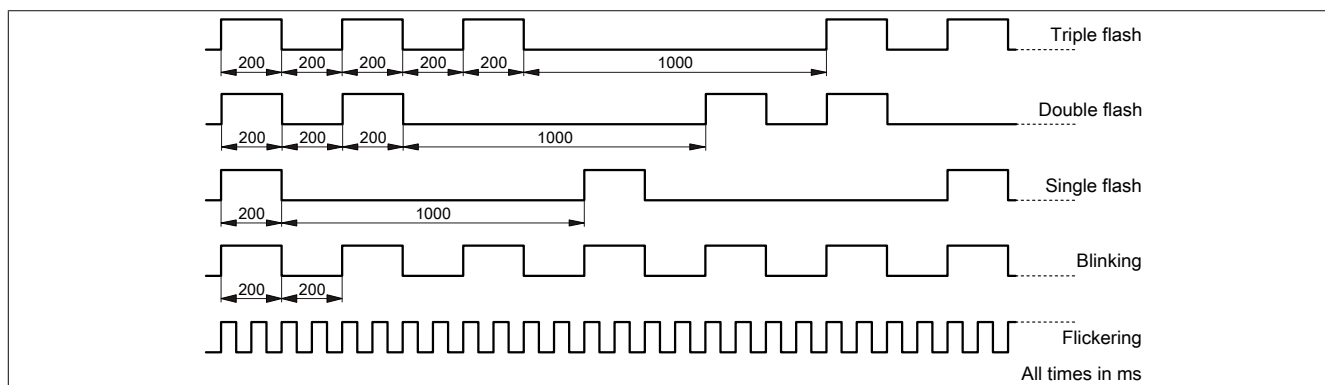 Triple flash
200 200 200 200 200 1000
Double flash
200 200 200 1000
Single flash
200 1000
Blinking
200 200
Flickering
All times in ms